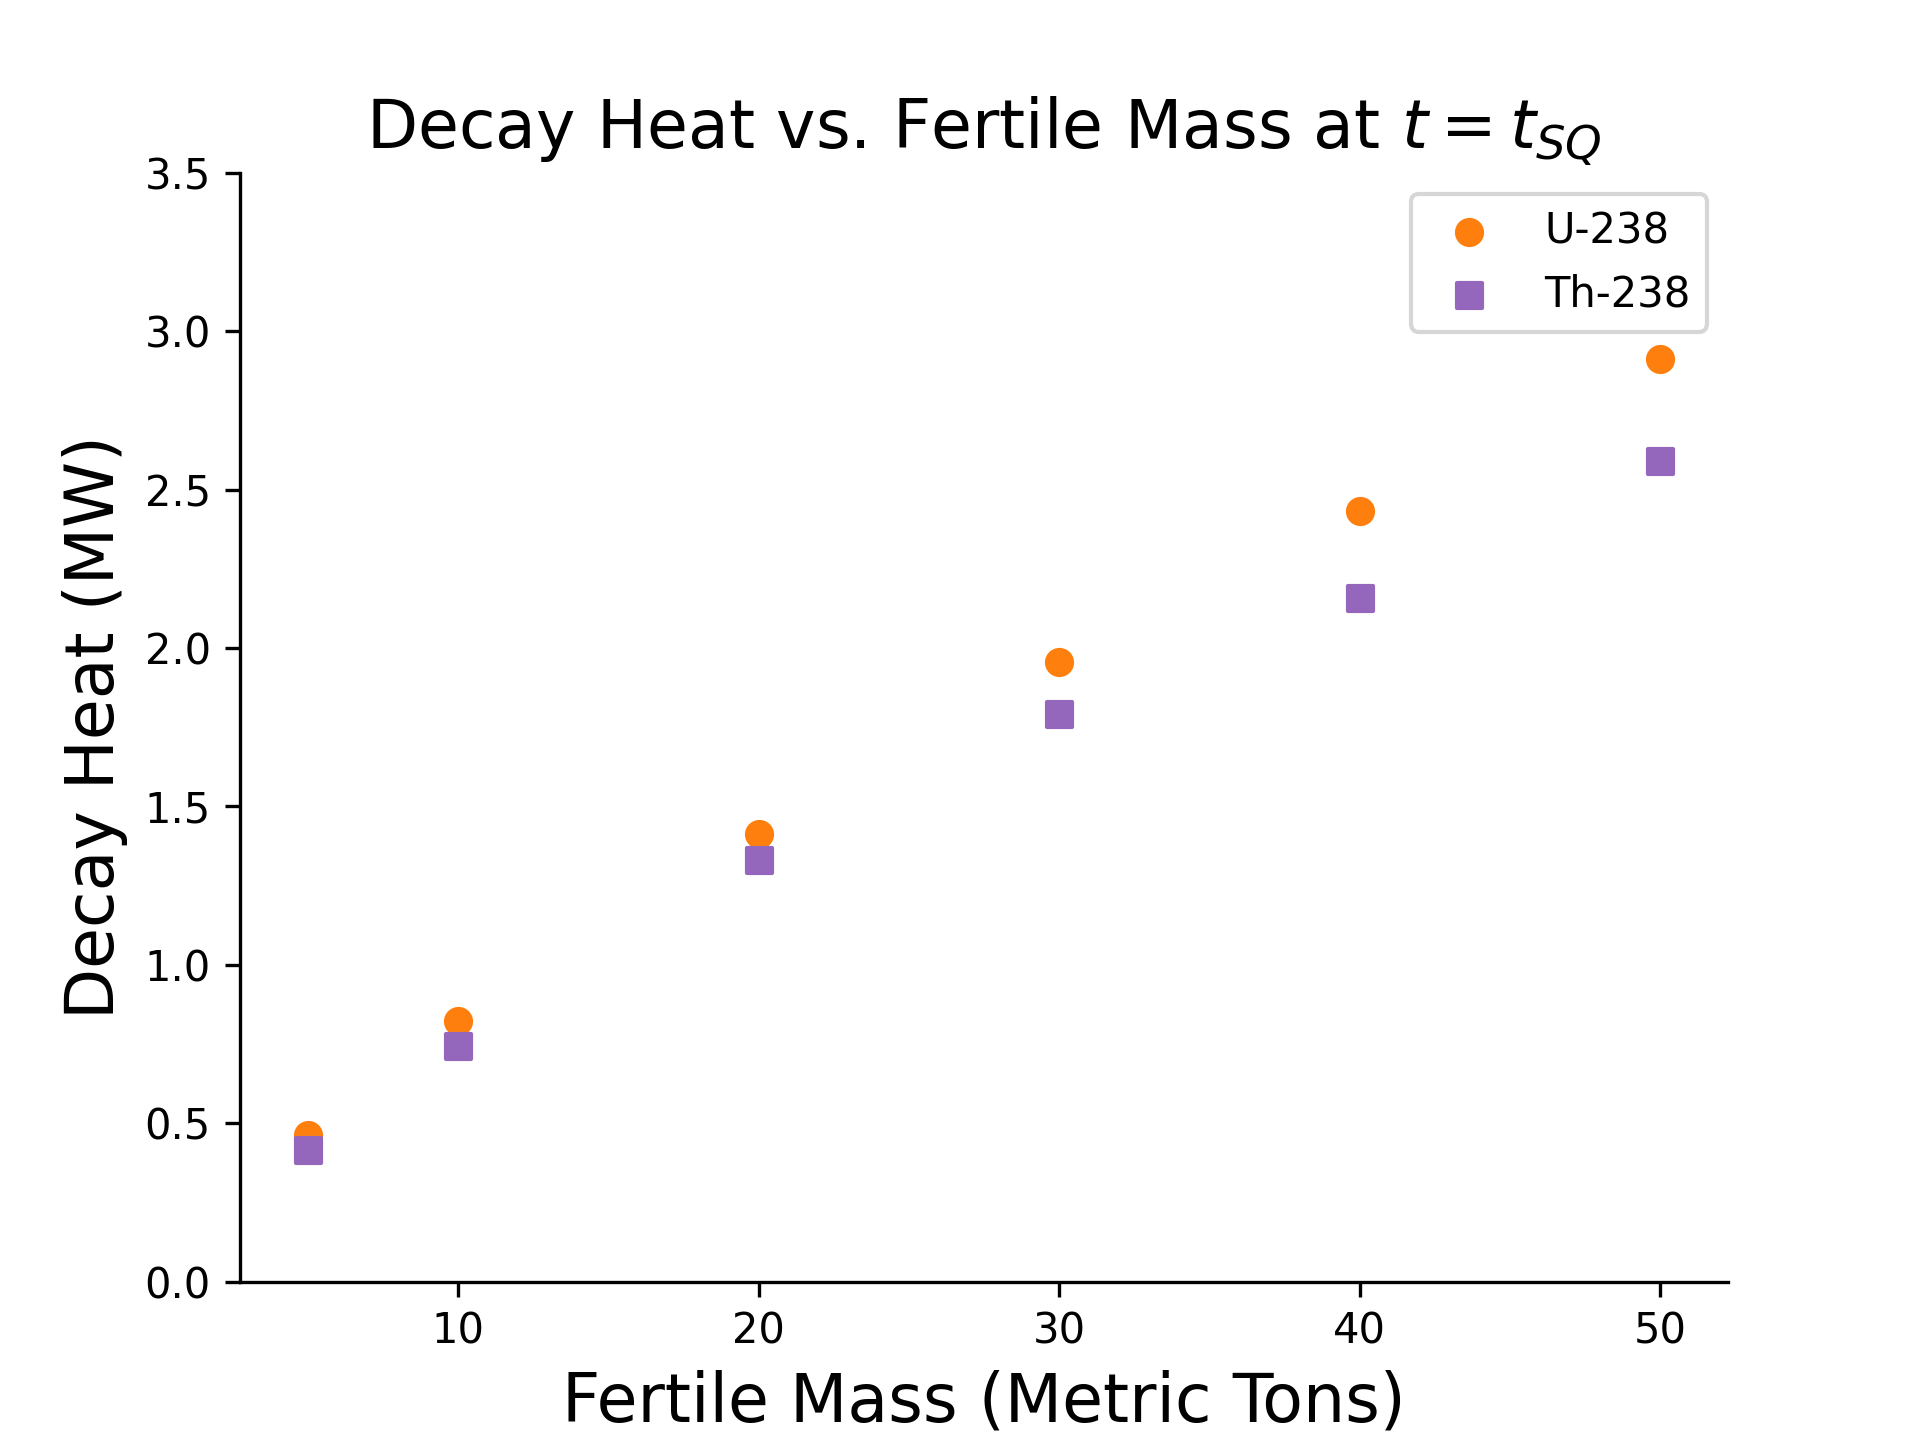 Decay Heat vs. Fertile Mass at t = t_{SQ}
3.5
3.0
2.5
2.0
1.5
1.0
0.5
0.0
Decay Heat (MW)
U-238
Th-238
10 20 30 40 50
Fertile Mass (Metric Tons)